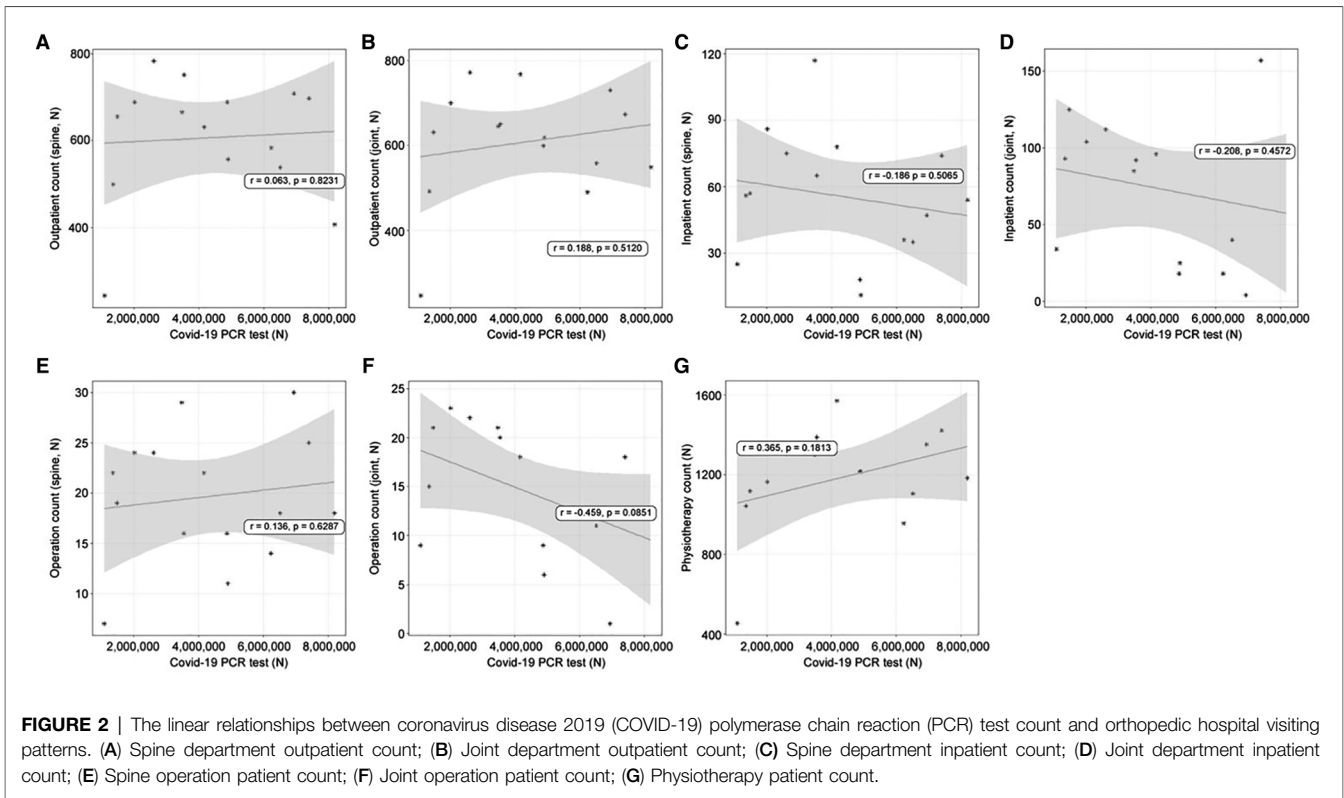 A
B
C
D
Outpatient count (spine, N)
800
600
400
r = 0.063, p = 0.8231
2,000,000 4,000,000 6,000,000 8,000,000
Covid-19 PCR test (N)
Outpatient count (joint, N)
800
600
400
r = 0.188, p = 0.5120
2,000,000 4,000,000 6,000,000 8,000,000
Covid-19 PCR test (N)
Inpatient count (spine, N)
120
90
60
30
r = -0.186 p = 0.5065
2,000,000 4,000,000 6,000,000 8,000,000
Covid-19 PCR test (N)
Inpatient count (joint, N)
150
100
50
0
r = -0.208, p = 0.4572
2,000,000 4,000,000 6,000,000 8,000,000
Covid-19 PCR test (N)
E
F
G
Operation count (spine, N)
30
25
20
15
10
r = 0.136, p = 0.6287
2,000,000 4,000,000 6,000,000 8,000,000
Covid-19 PCR test (N)
Operation count (joint, N)
25
20
15
10
5
0
r = -0.459, p = 0.0851
2,000,000 4,000,000 6,000,000 8,000,000
Covid-19 PCR test (N)
Physiotherapy count (N)
1600
1200
800
400
r = 0.365, p = 0.1813
2,000,000 4,000,000 6,000,000 8,000,000
Covid-19 PCR test (N)
FIGURE 2 | The linear relationships between coronavirus disease 2019 (COVID-19) polymerase chain reaction (PCR) test count and orthopedic hospital visiting
patterns. (A) Spine department outpatient count; (B) Joint department outpatient count; (C) Spine department inpatient count; (D) Joint department inpatient
count; (E) Spine operation patient count; (F) Joint operation patient count; (G) Physiotherapy patient count.